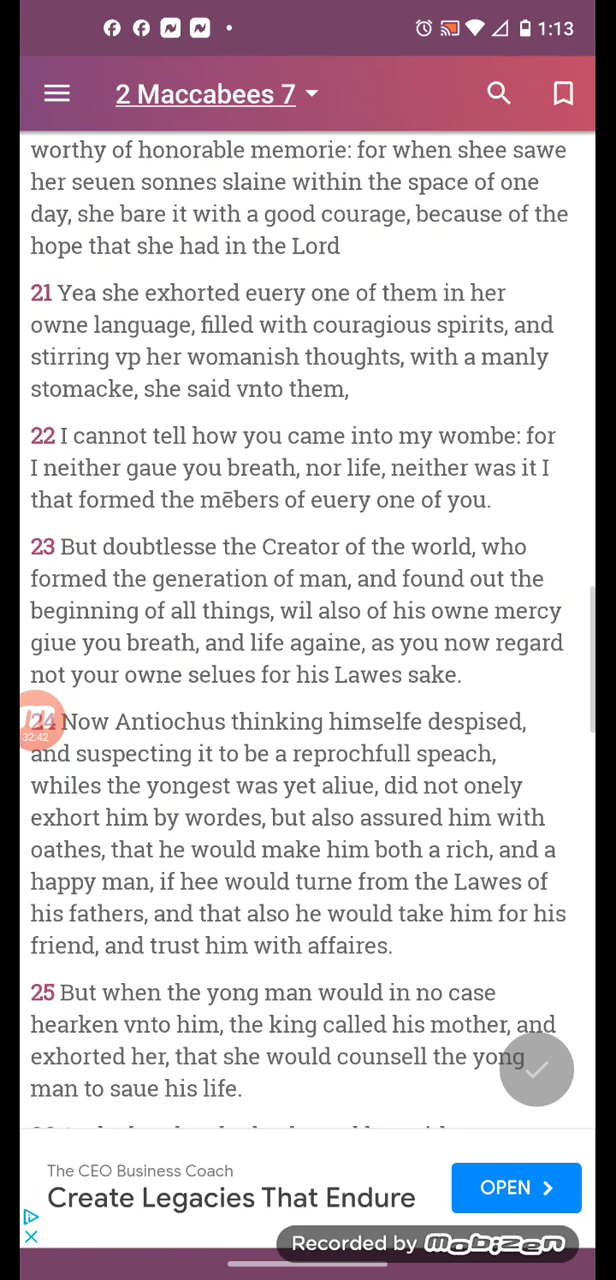 1:13
2 Maccabees 7
worthy of honorable memorie: for when shee sawe
her seuen sonnes slaine within the space of one
day, she bare it with a good courage, because of the
hope that she had in the Lord
21 Yea she exhorted euery one of them in her
owne language, filled with couragious spirits, and
stirring vp her womanish thoughts, with a manly
stomacke, she said vnto them,
22 I cannot tell how you came into my wombe: for
I neither gaue you breath, nor life, neither was it I
that formed the mēbers of euery one of you.
23 But doubtlesse the Creator of the world, who
formed the generation of man, and found out the
beginning of all things, wil also of his owne mercy
giue you breath, and life againe, as you now regard
not your owne selues for his Lawes sake.
24 Now Antiochus thinking himselfe despised,
32:42
and suspecting it to be a reprochfull speach,
whiles the yongest was yet aliue, did not onely
exhort him by wordes, but also assured him with
oathes, that he would make him both a rich, and a
happy man, if hee would turne from the Lawes of
his fathers, and that also he would take him for his
friend, and trust him with affaires.
25 But when the yong man would in no case
hearken vnto him, the king called his mother, and
exhorted her, that she would counsell the yong
man to saue his life.
The CEO Business Coach
Create Legacies That Endure
OPEN
Recorded by mobizen